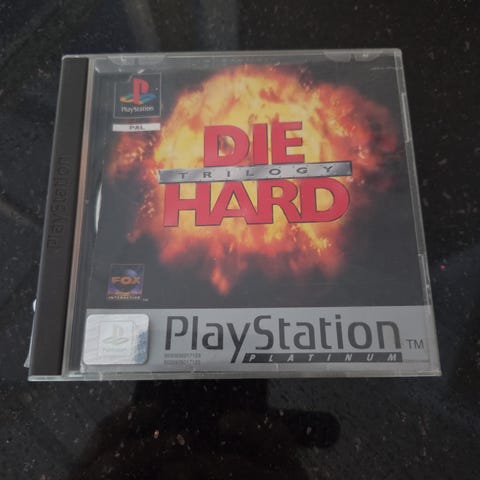 PlayStation
PlayStation
PAL
DIE
TRILOGY
HARD
FOX
INTERACTIVE
PlayStation
PLATINUM
TM